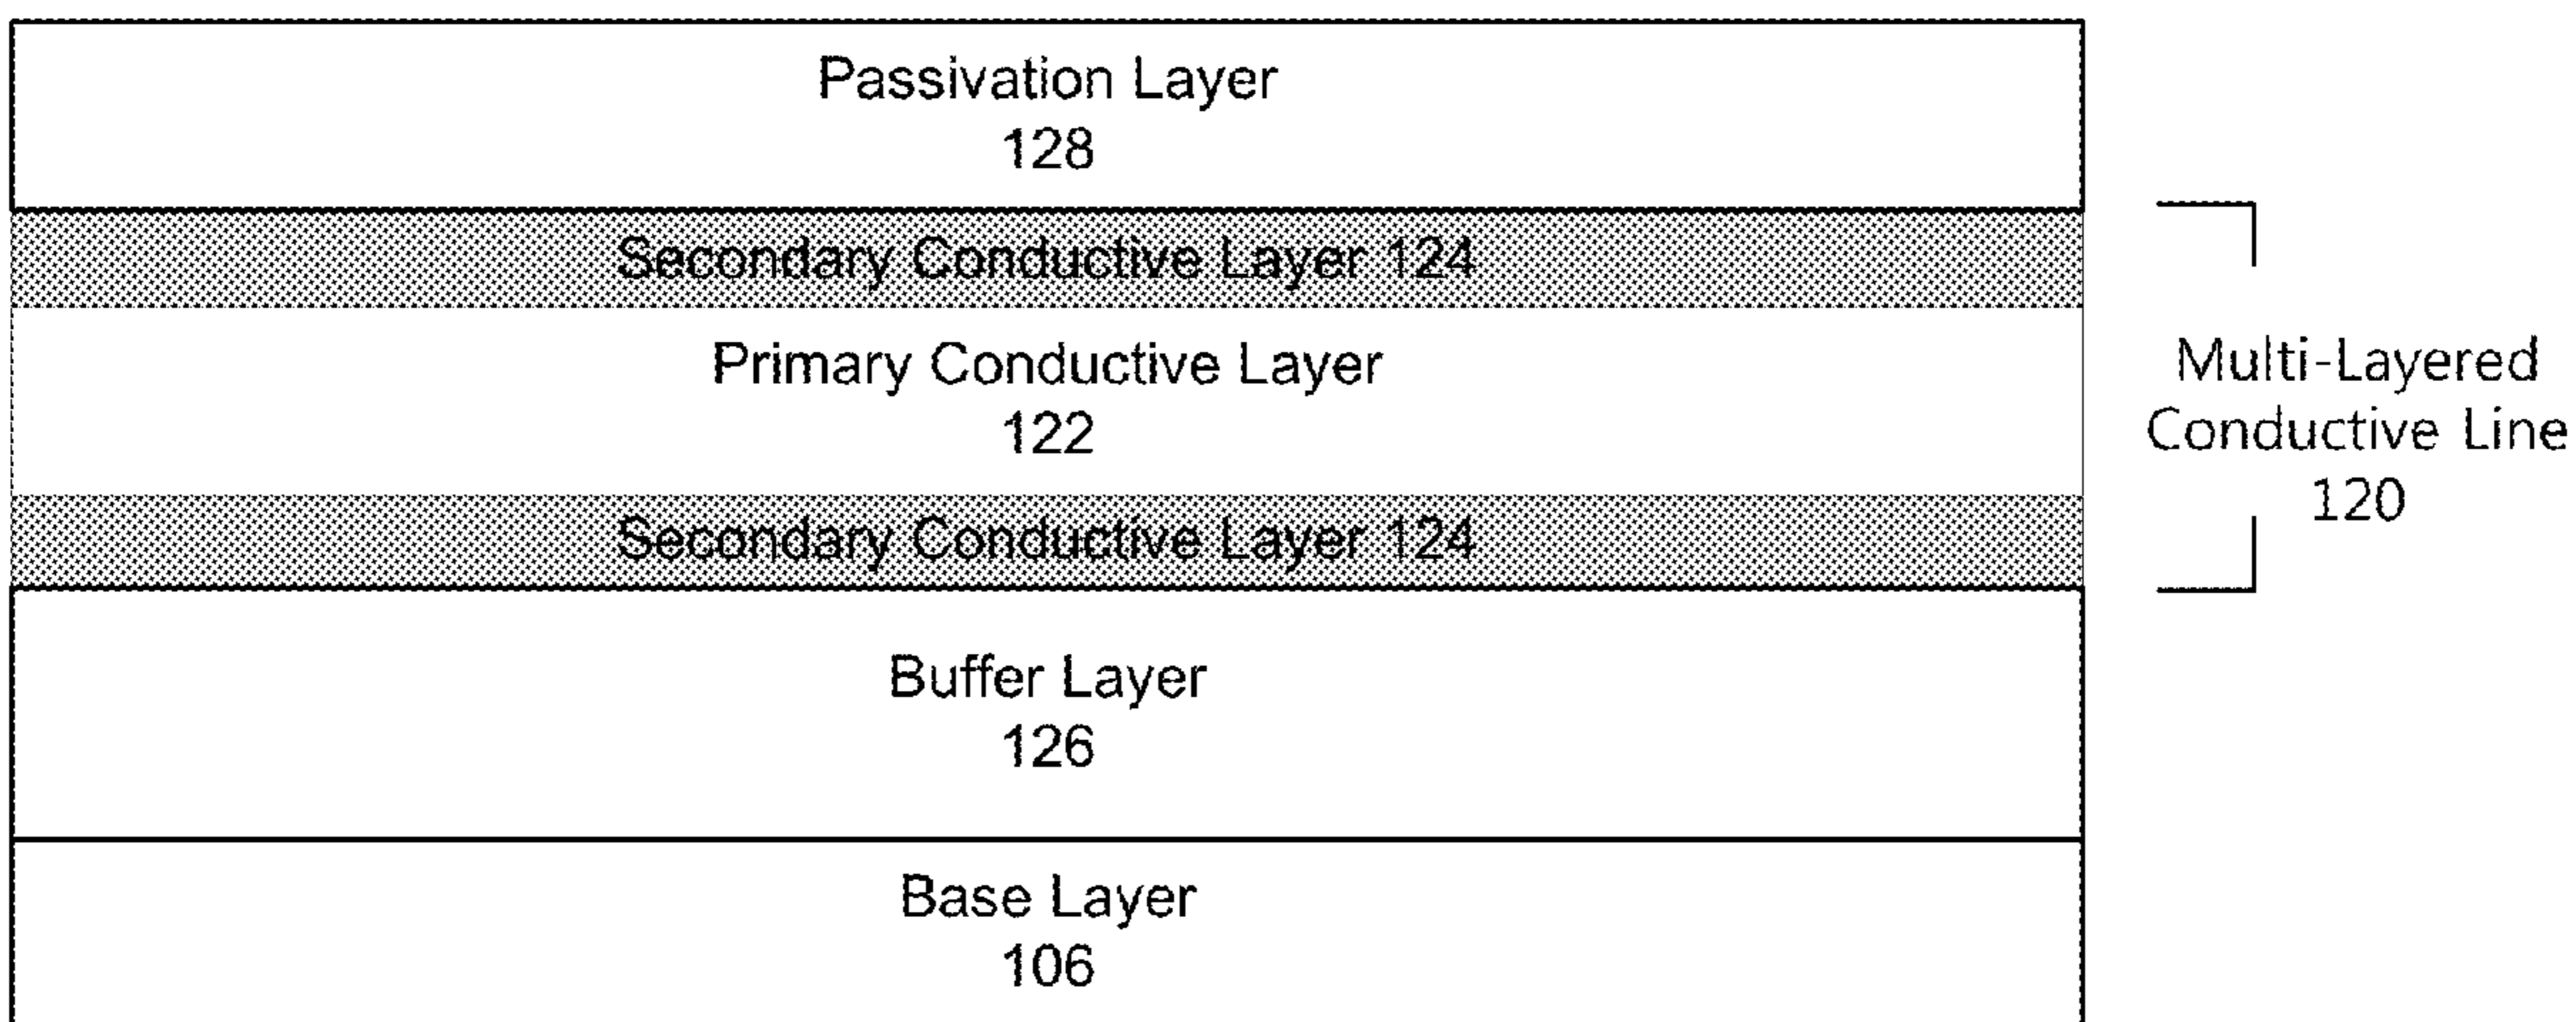 Passivation Layer
128
Secondary Conductive Layer 124
Primary Conductive Layer
122
Secondary Conductive Layer 124
Multi-Layered
Conductive Line
120
Buffer Layer
126
Base Layer
106